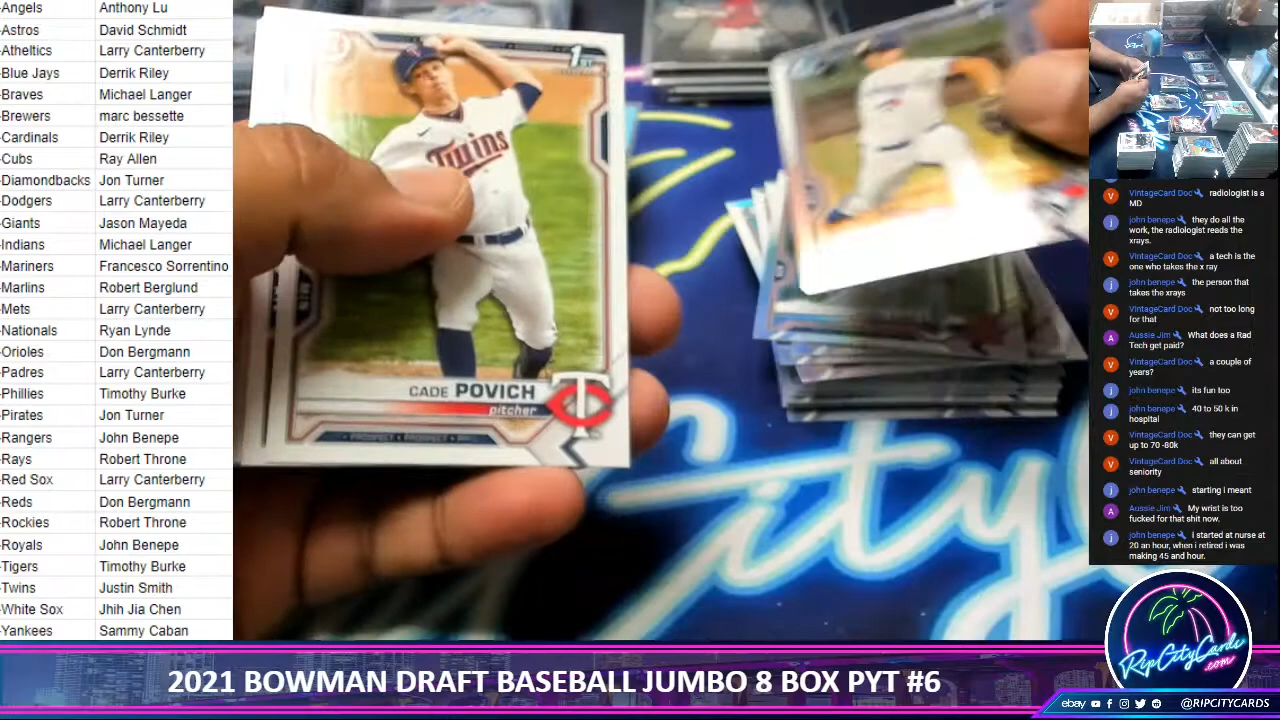 -Angels Anthony Lu
-Astros David Schmidt
-Atheltics Larry Canterberry
-Blue Jays Derrik Riley
-Braves Michael Langer
-Brewers marc bessette
-Cardinals Derrik Riley
-Cubs Ray Allen
-Diamondbacks Jon Turner
-Dodgers Larry Canterberry
-Giants Jason Mayeda
-Indians Michael Langer
-Mariners Francesco Sorrentino
-Marlins Robert Berglund
-Mets Larry Canterberry
-Nationals Ryan Lynde
-Orioles Don Bergmann
-Padres Larry Canterberry
-Phillies Timothy Burke
-Pirates Jon Turner
-Rangers John Benepe
-Rays Robert Throne
-Red Sox Larry Canterberry
-Reds Don Bergmann
-Rockies Robert Throne
-Royals John Benepe
-Tigers Timothy Burke
-Twins Justin Smith
-White Sox Jhih Jia Chen
-Yankees Sammy Caban
1ST
Twins
CADE POVICH
pitcher
TC
City
V VintageCard Doc radiologist is a
MD
j john benepe they do all the
work, the radiologist reads the
xrays.
V VintageCard Doc a tech is the
one who takes the x ray
j john benepe the person that
takes the xrays
V VintageCard Doc not too long
for that
A Aussie Jim What does a Rad
Tech get paid?
V VintageCard Doc a couple of
years?
j john benepe its fun too
j john benepe 40 to 50 k in
hospital
V VintageCard Doc they can get
up to 70 -80k
V VintageCard Doc all about
seniority
j john benepe starting i meant
A Aussie Jim My wrist is too
fucked for that shit now.
j john benepe i started at nurse at
20 an hour, when i retired i was
making 45 and hour.
RipCityCards
.com
2021 BOWMAN DRAFT BASEBALL JUMBO 8 BOX PYT #6
ebay @RIPCITYCARDS